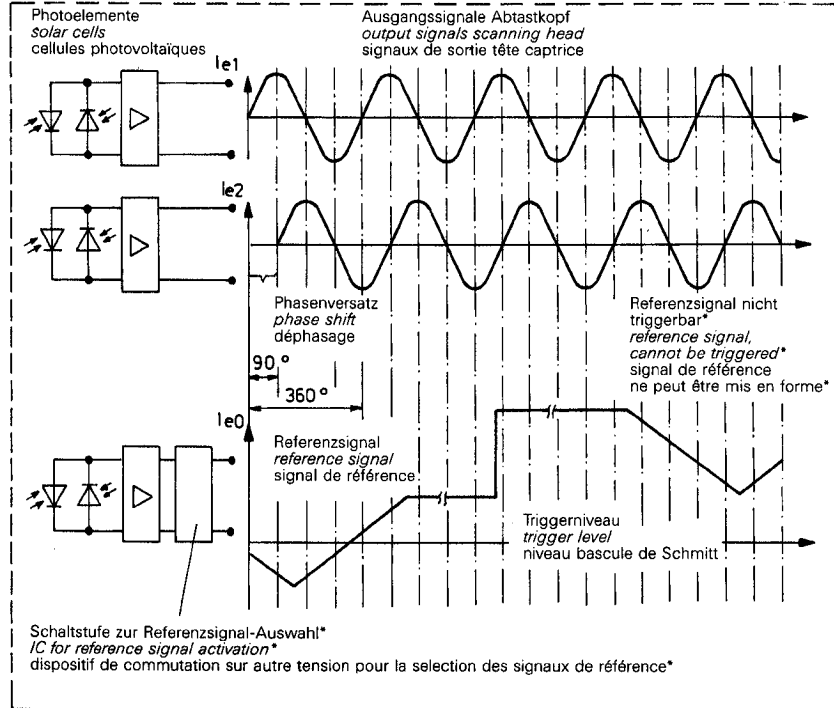 Photoelemente
solar cells
cellules photovoltaïques
Ausgangssignale Abtastkopf
output signals scanning head
signaux de sortie tête captrice
Ie1
Ie2
Phasenversatz
phase shift
déphasage
90°
360°
Referenzsignal nicht
triggerbar*
reference signal,
cannot be triggered*
signal de référence
ne peut être mis en forme*
Ie0
Referenzsignal
reference signal
signal de référence
Triggerniveau
trigger level
niveau bascule de Schmitt
Schaltstufe zur Referenzsignal-Auswahl*
IC for reference signal activation*
dispositif de commutation sur autre tension pour la selection des signaux de référence*